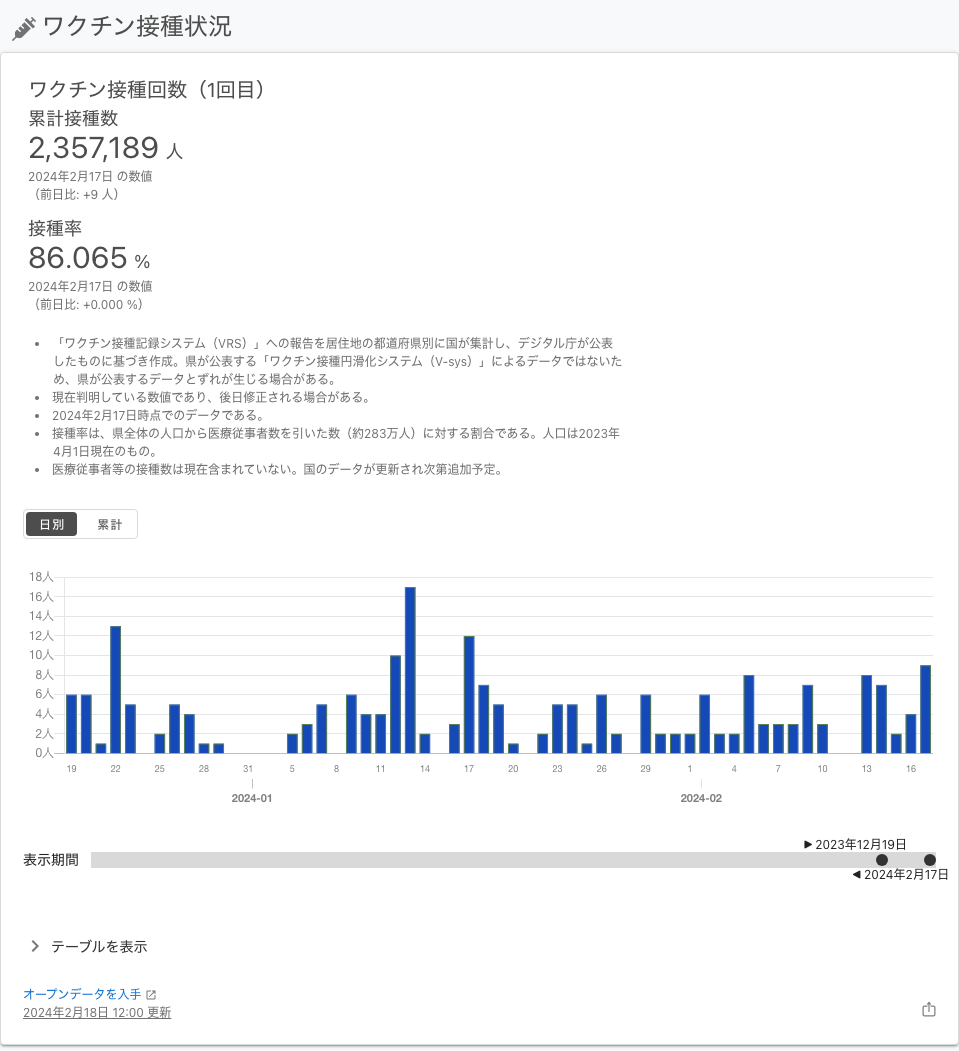 ワクチン接種状況
ワクチン接種回数（1回目）
累計接種数
2,357,189 人
2024年2月17日 の数値
（前日比: +9 人）
接種率
86.065 %
2024年2月17日 の数値
（前日比: +0.000 %）
• 「ワクチン接種記録システム（VRS）」への報告を居住地の都道府県別に国が集計し、デジタル庁が公表
したものに基づき作成。県が公表する「ワクチン接種円滑化システム（V-sys）」によるデータではないた
め、県が公表するデータとずれが生じる場合がある。
• 現在判明している数値であり、後日修正される場合がある。
• 2024年2月17日時点でのデータである。
• 接種率は、県全体の人口から医療従事者数を引いた数（約283万人）に対する割合である。人口は2023年
4月1日現在のもの。
• 医療従事者等の接種数は現在含まれていない。国のデータが更新され次第追加予定。
日別 累計
18人
16人
14人
12人
10人
8人
6人
4人
2人
0人
19 22 25 28 31 5 8 11 14 17 20 23 26 29 1 4 7 10 13 16
2024-01 2024-02
▶ 2023年12月19日
表示期間
◀ 2024年2月17日
テーブルを表示
オープンデータを入手
2024年2月18日 12:00 更新